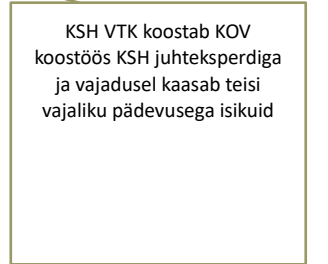 KSH VTK koostab KOV
koostöös KSH juhteksperdiga
ja vajadusel kaasab teisi
vajaliku pädevusega isikuid